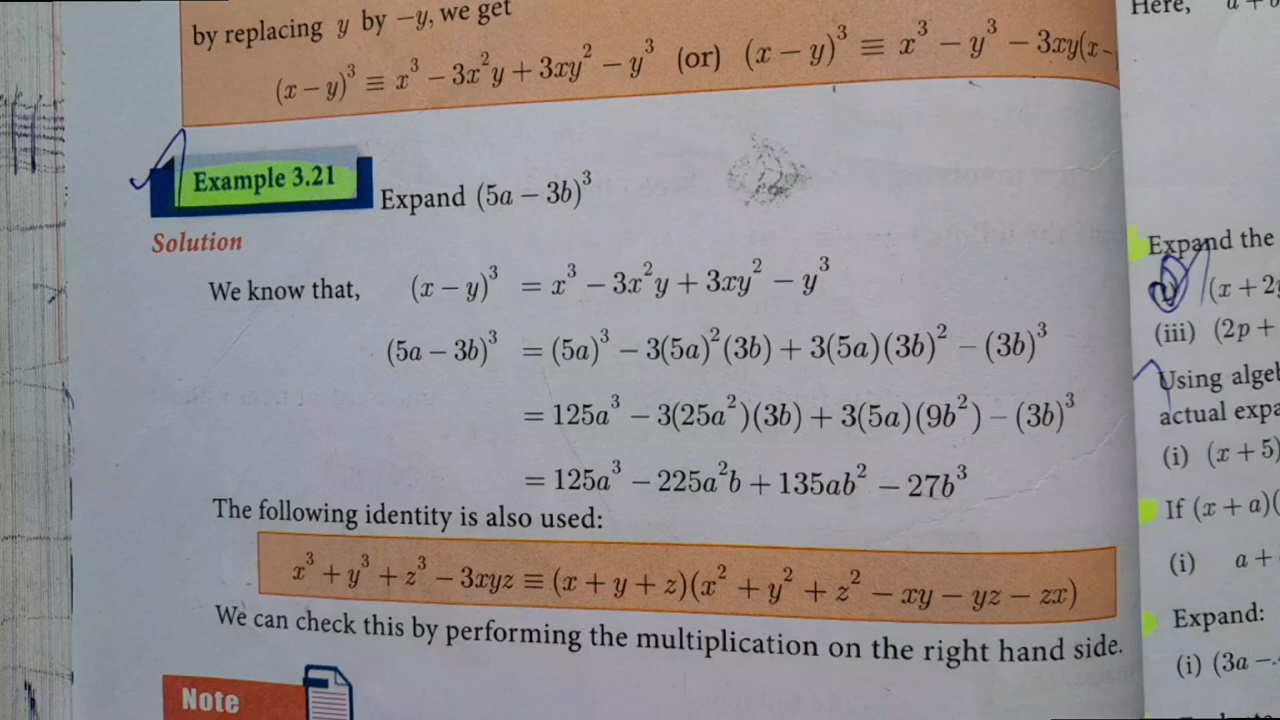 by replacing y by −y, we get
(x − y)³ ≡ x³ − 3x²y + 3xy² − y³ (or) (x − y)³ ≡ x³ − y³ − 3xy(x −
Example 3.21
Expand (5a − 3b)³
Solution
We know that, (x − y)³ = x³ − 3x²y + 3xy² − y³
(5a − 3b)³ = (5a)³ − 3(5a)²(3b) + 3(5a)(3b)² − (3b)³
= 125a³ − 3(25a²)(3b) + 3(5a)(9b²) − (3b)³
= 125a³ − 225a²b + 135ab² − 27b³
The following identity is also used:
x³ + y³ + z³ − 3xyz ≡ (x + y + z)(x² + y² + z² − xy − yz − zx)
We can check this by performing the multiplication on the right hand side.
Note
Here,
Expand the
(x + 2
(iii) (2p +
Using
actual
(i) (x + 5)
If (x + a)(
(i) a +
Expand:
(i) (3a −